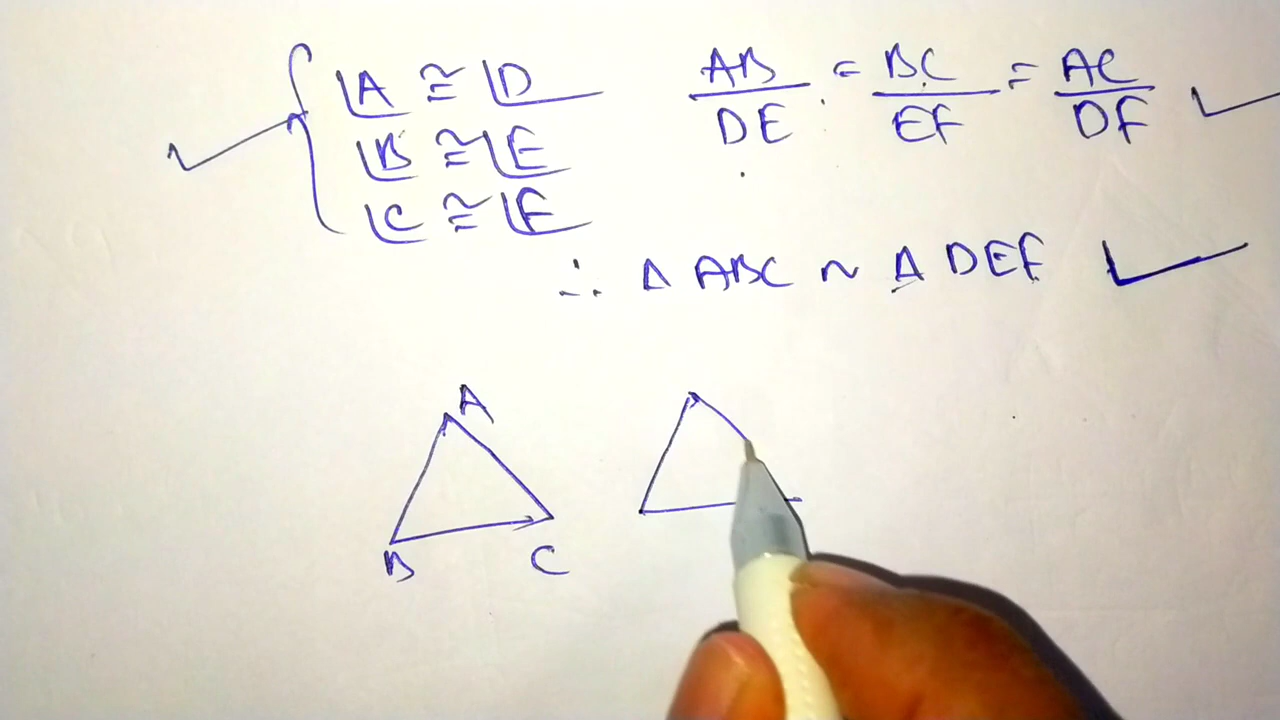 ∠A ≅ ∠D
∠B ≅ ∠E
∠C ≅ ∠F
AB/DE = BC/EF = AC/DF
∴ Δ ABC ~ Δ DEF
A
B C